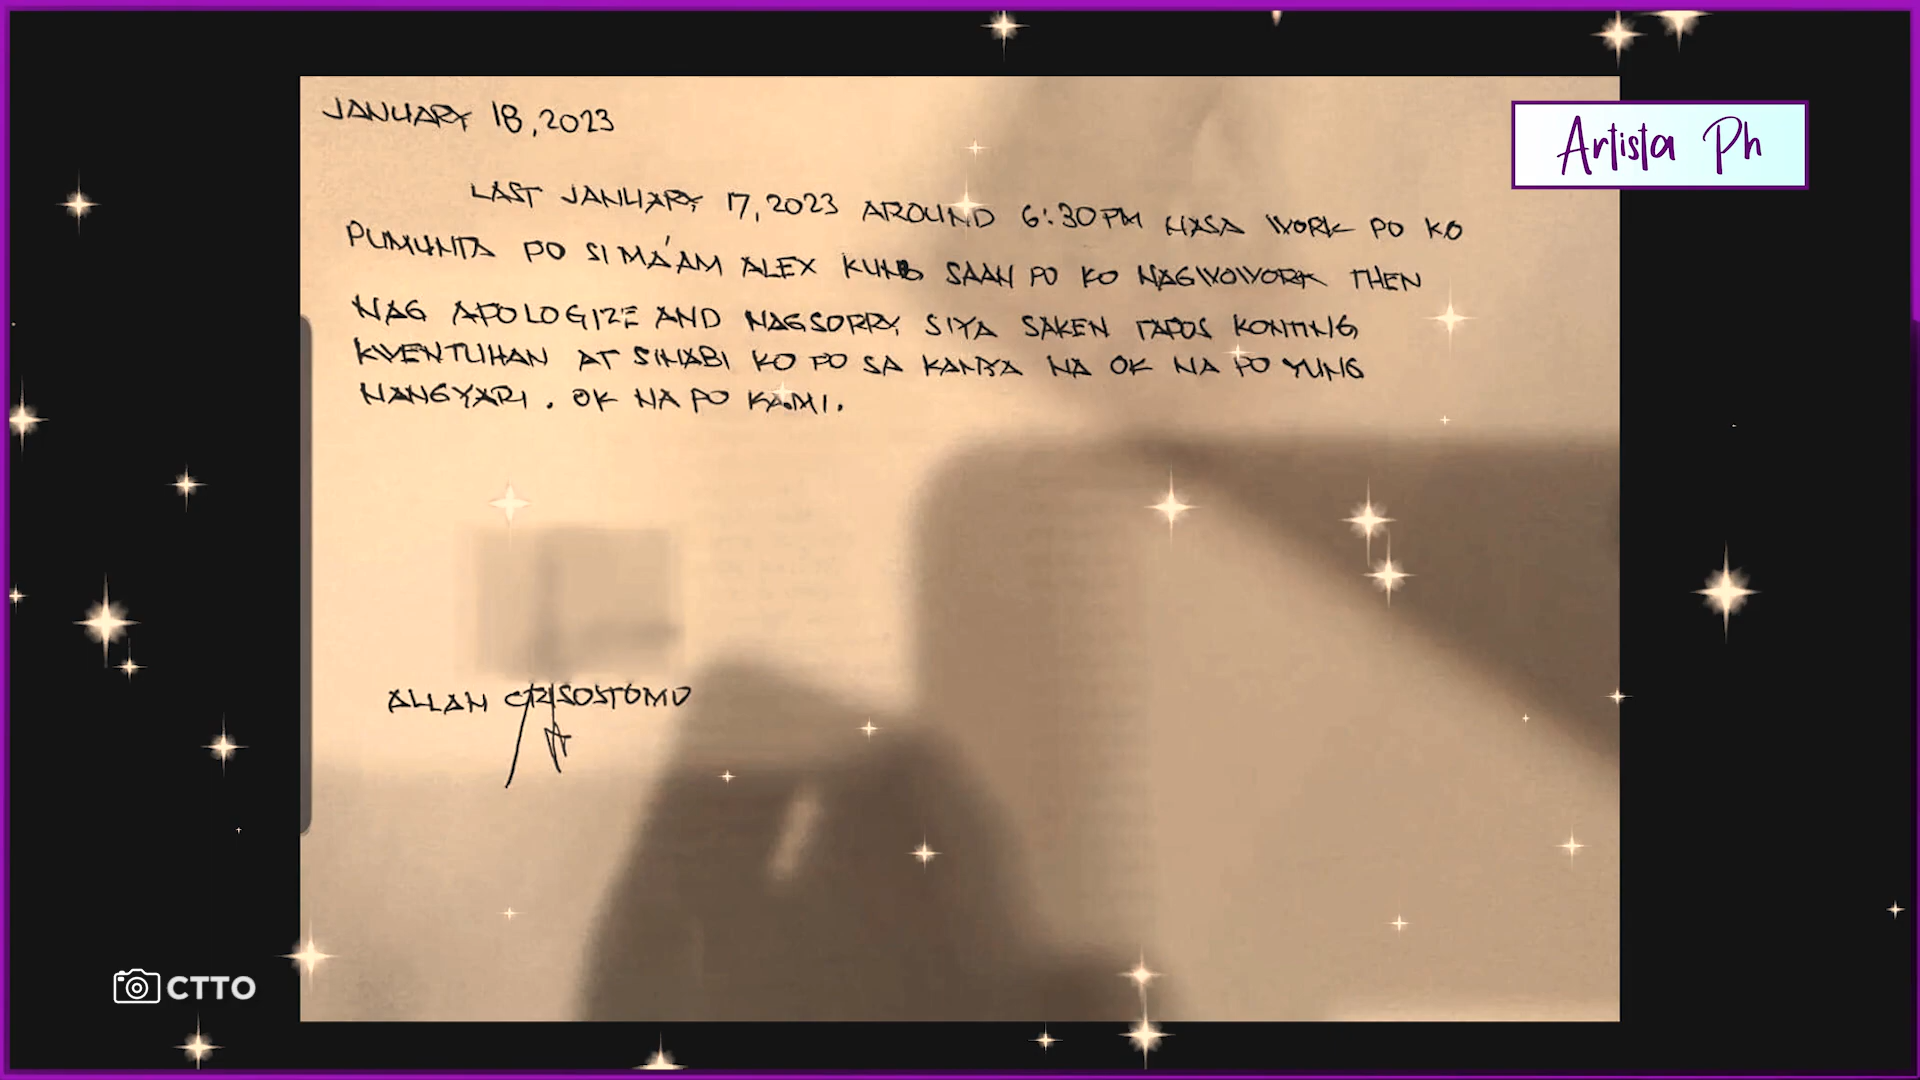 JANUARY 18, 2023
Artista Ph
LAST JANUARY 17, 2023 AROUND 6:30PM NASA WORK PO KO
PUMUNTA PO SI MA'AM ALEX KUNG SAAN PO KO NAGWOWORK THEN
NAG APOLOGIZE AND NAGSORRY SIYA SAKEN TAPOS KONTING
KWENTUHAN AT SINABI KO PO SA KANYA NA OK NA PO YUNG
NANGYARI. OK NA PO KAMI.
ALLAN CRISOSTOMO
CTTO